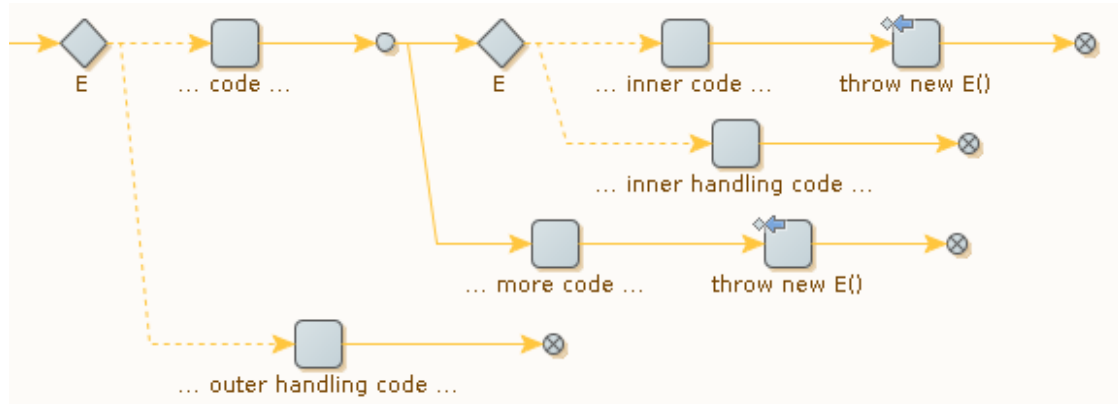 E
... code ...
E
... inner code ...
throw new E()
... inner handling code ...
... more code ...
throw new E()
... outer handling code ...